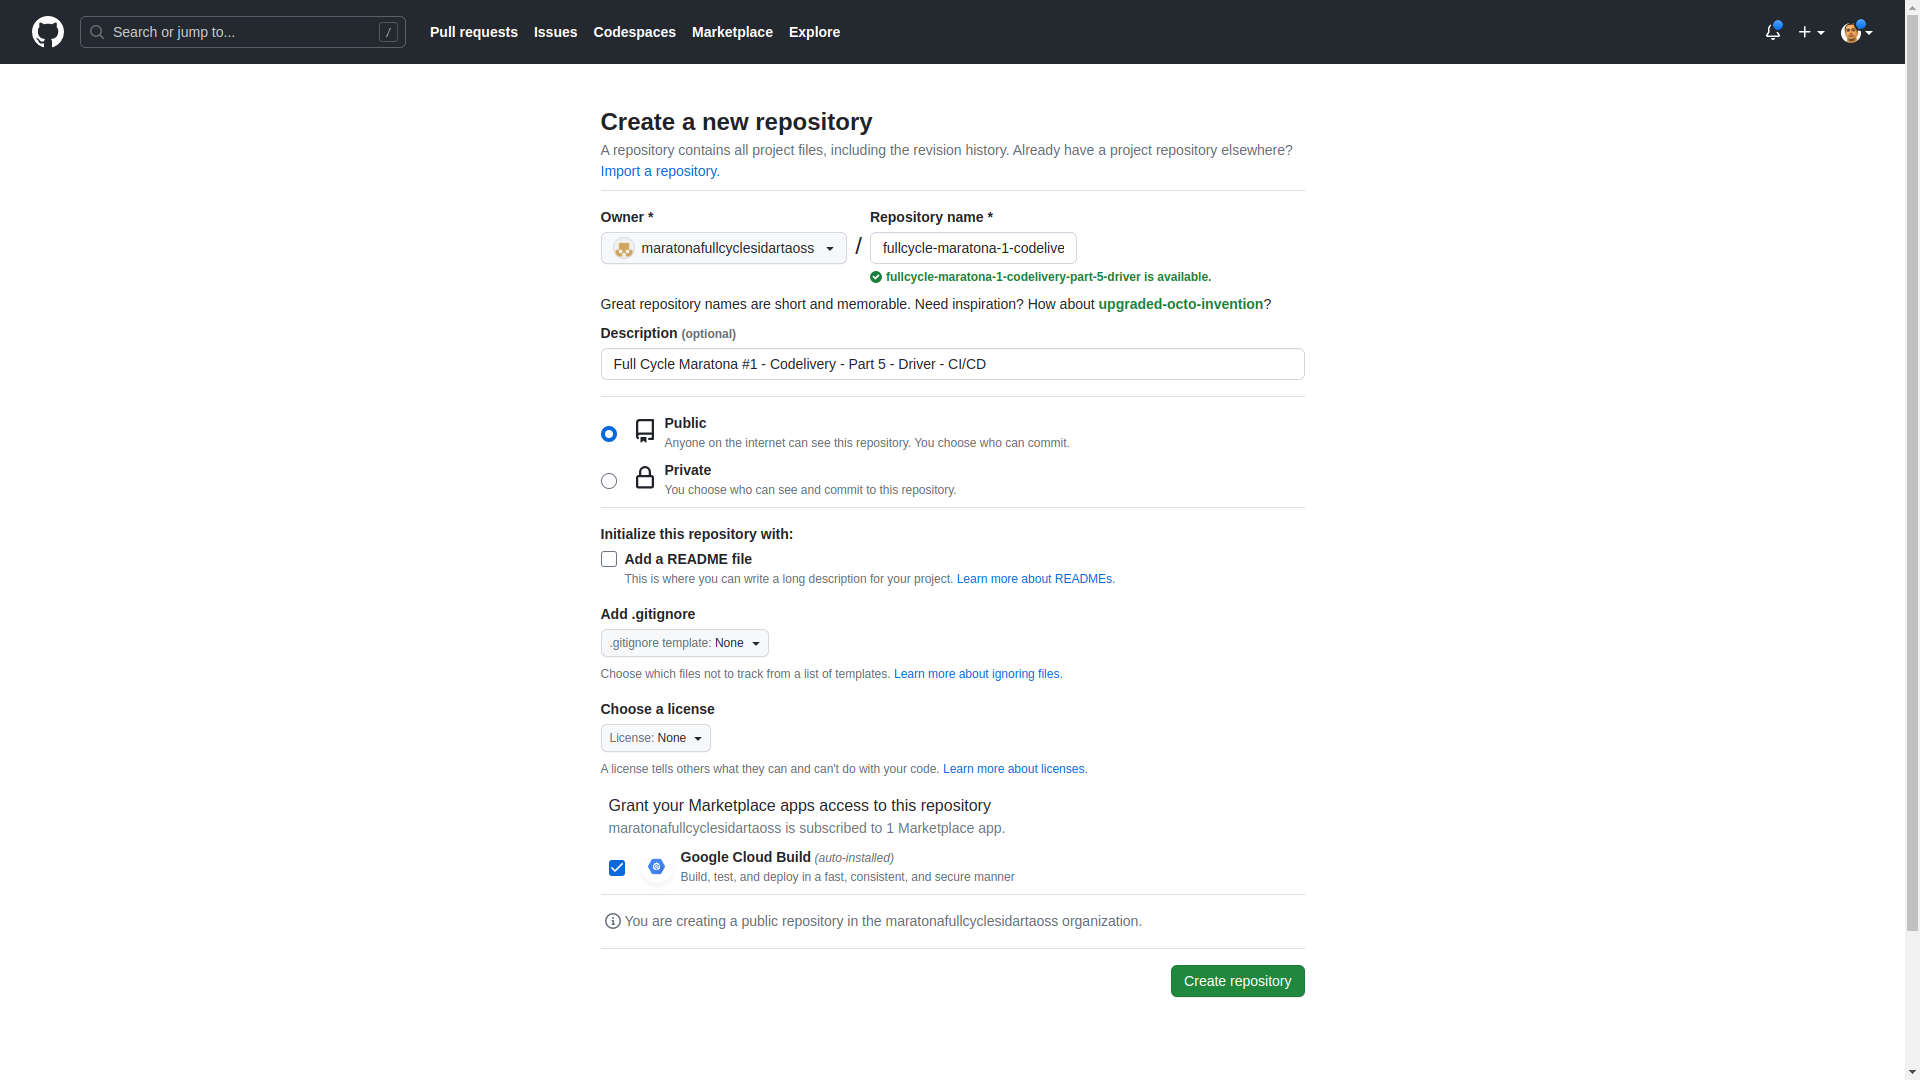 Search or jump to...
/
Pull requests
Issues
Codespaces
Marketplace
Explore
Create a new repository
A repository contains all project files, including the revision history. Already have a project repository elsewhere?
Import a repository.
Owner *
Repository name *
maratonafullcyclesidartaoss
/
fullcycle-maratona-1-codelive
fullcycle-maratona-1-codelivery-part-5-driver is available.
Great repository names are short and memorable. Need inspiration? How about upgraded-octo-invention?
Description (optional)
Full Cycle Maratona #1 - Codelivery - Part 5 - Driver - CI/CD
Public
Anyone on the internet can see this repository. You choose who can commit.
Private
You choose who can see and commit to this repository.
Initialize this repository with:
Add a README file
This is where you can write a long description for your project. Learn more about READMEs.
Add .gitignore
.gitignore template: None
Choose which files not to track from a list of templates. Learn more about ignoring files.
Choose a license
License: None
A license tells others what they can and can't do with your code. Learn more about licenses.
Grant your Marketplace apps access to this repository
maratonafullcyclesidartaoss is subscribed to 1 Marketplace app.
Google Cloud Build (auto-installed)
Build, test, and deploy in a fast, consistent, and secure manner
You are creating a public repository in the maratonafullcyclesidartaoss organization.
Create repository